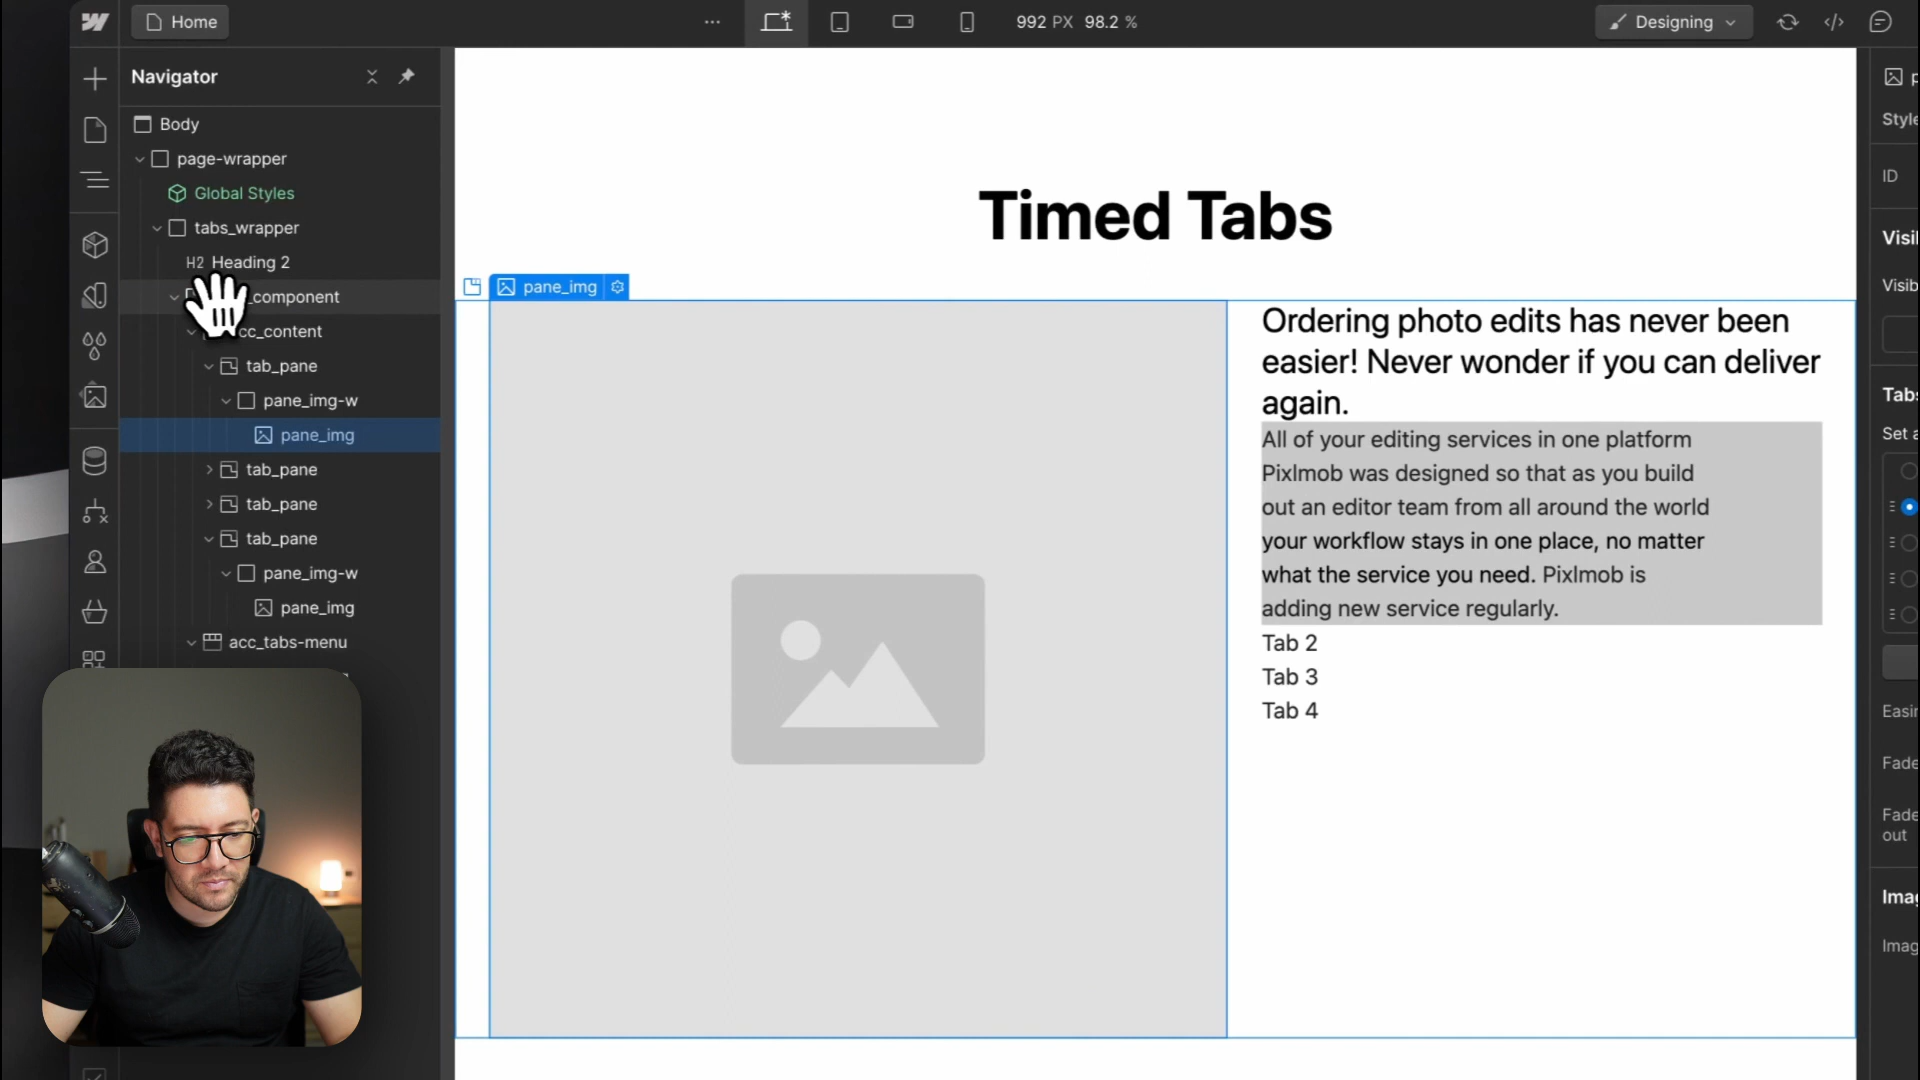 Home
992 PX 98.2 %
Designing
Navigator
Body
page-wrapper
Global Styles
tabs_wrapper
H2 Heading 2
_component
cc_content
tab_pane
pane_img-w
pane_img
tab_pane
tab_pane
tab_pane
pane_img-w
pane_img
acc_tabs-menu
Timed Tabs
pane_img
Ordering photo edits has never been
easier! Never wonder if you can deliver
again.
All of your editing services in one platform
Pixlmob was designed so that as you build
out an editor team from all around the world
your workflow stays in one place, no matter
what the service you need. Pixlmob is
adding new service regularly.
Tab 2
Tab 3
Tab 4
p
Style
ID
Visi
Visib
Tabs
Set a
Easin
Fade
Fade
out
Imag
Imag